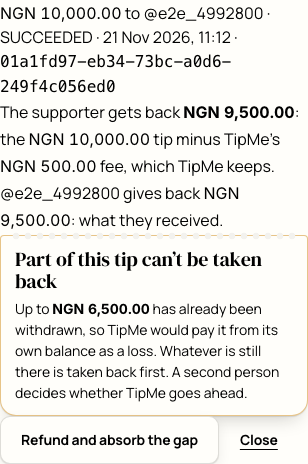 NGN 10,000.00 to @e2e_4992800 ·
SUCCEEDED · 21 Nov 2026, 11:12 ·
01a1fd97-eb34-73bc-a0d6-
249f4c056ed0
The supporter gets back NGN 9,500.00:
the NGN 10,000.00 tip minus TipMe's
NGN 500.00 fee, which TipMe keeps.
@e2e_4992800 gives back NGN
9,500.00: what they received.
Part of this tip can't be taken
back
Up to NGN 6,500.00 has already been
withdrawn, so TipMe would pay it from its
own balance as a loss. Whatever is still
there is taken back first. A second person
decides whether TipMe goes ahead.
Refund and absorb the gap
Close